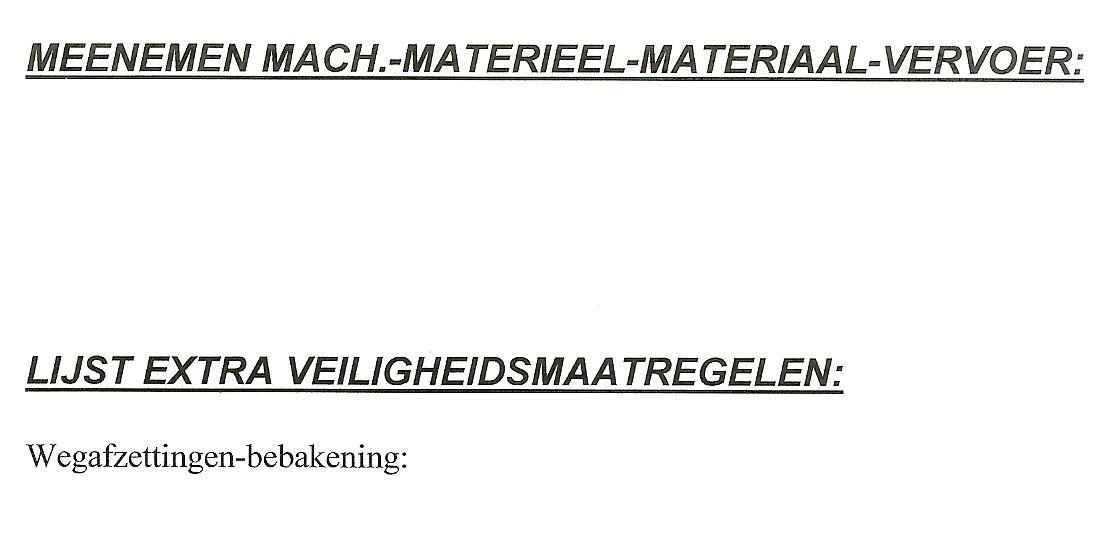 MEENEMEN MACH.-MATERIEEL-MATERIAAL-VERVOER:
LIJST EXTRA VEILIGHEIDSMAATREGELEN:
Wegafzettingen-bebakening: